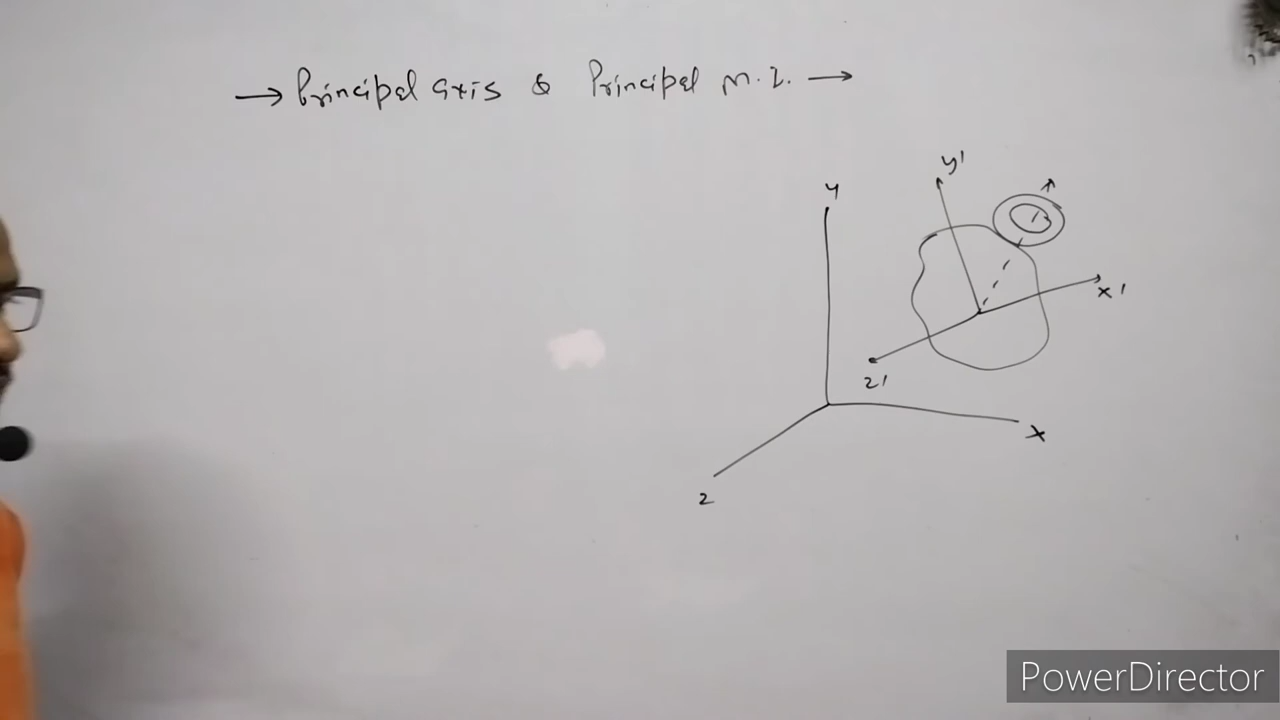 → Principal axis & Principal M.I. →
y'
y
x'
z'
x
z
PowerDirector